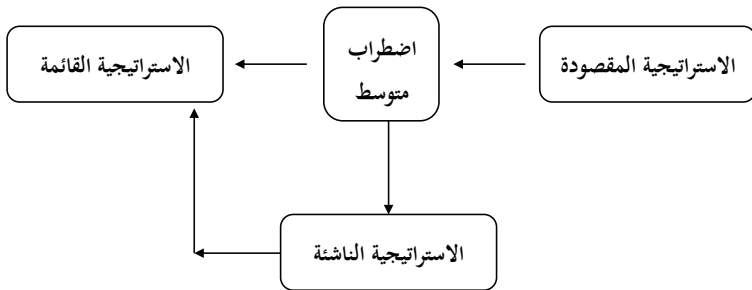 الاستراتيجية المقصودة
اضطراب
متوسط
الاستراتيجية القائمة
الاستراتيجية الناشئة